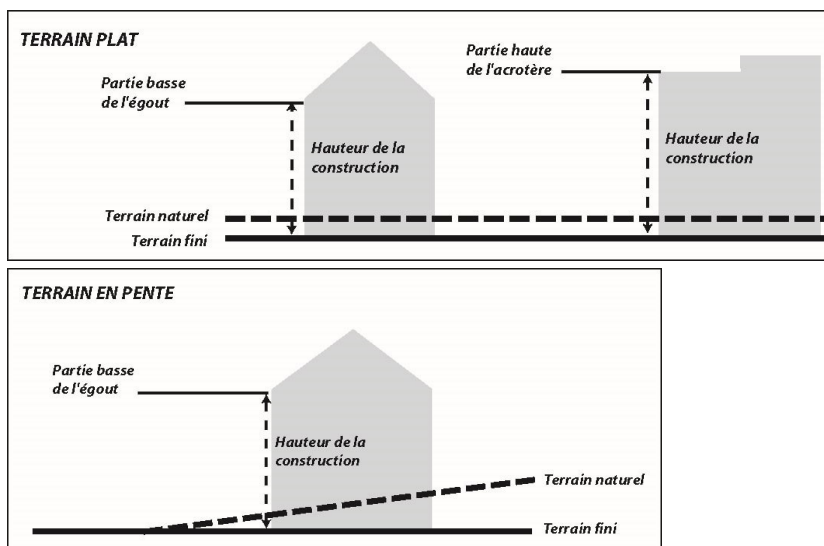 TERRAIN PLAT
Partie basse
de l'égout
Hauteur de la
construction
Partie haute
de l'acrotère
Hauteur de la
construction
Terrain naturel
Terrain fini
TERRAIN EN PENTE
Partie basse
de l'égout
Hauteur de la
construction
Terrain naturel
Terrain fini